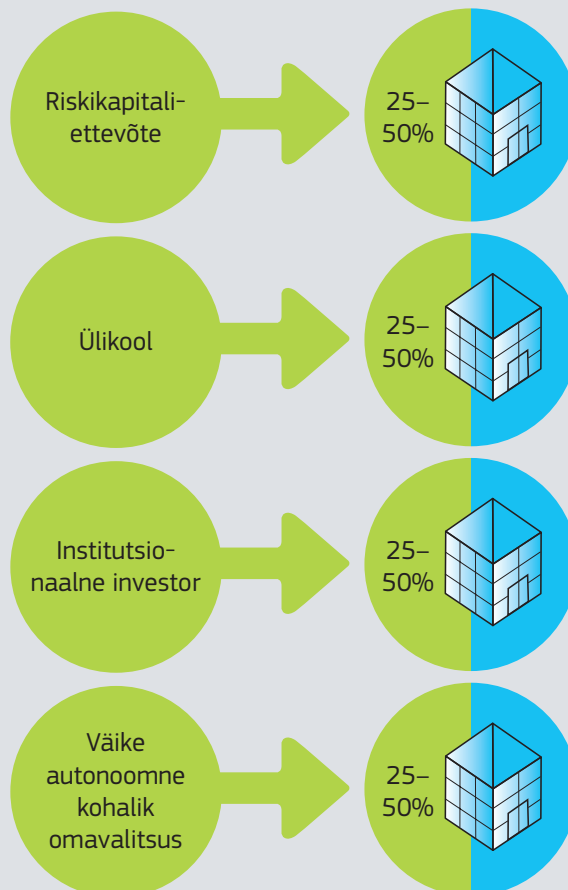 Riskikapitali-
ettevõte
25–
50%
Ülikool
25–
50%
Institutsio-
naalne investor
25–
50%
Väike
autonoomne
kohalik
omavalitsus
25–
50%